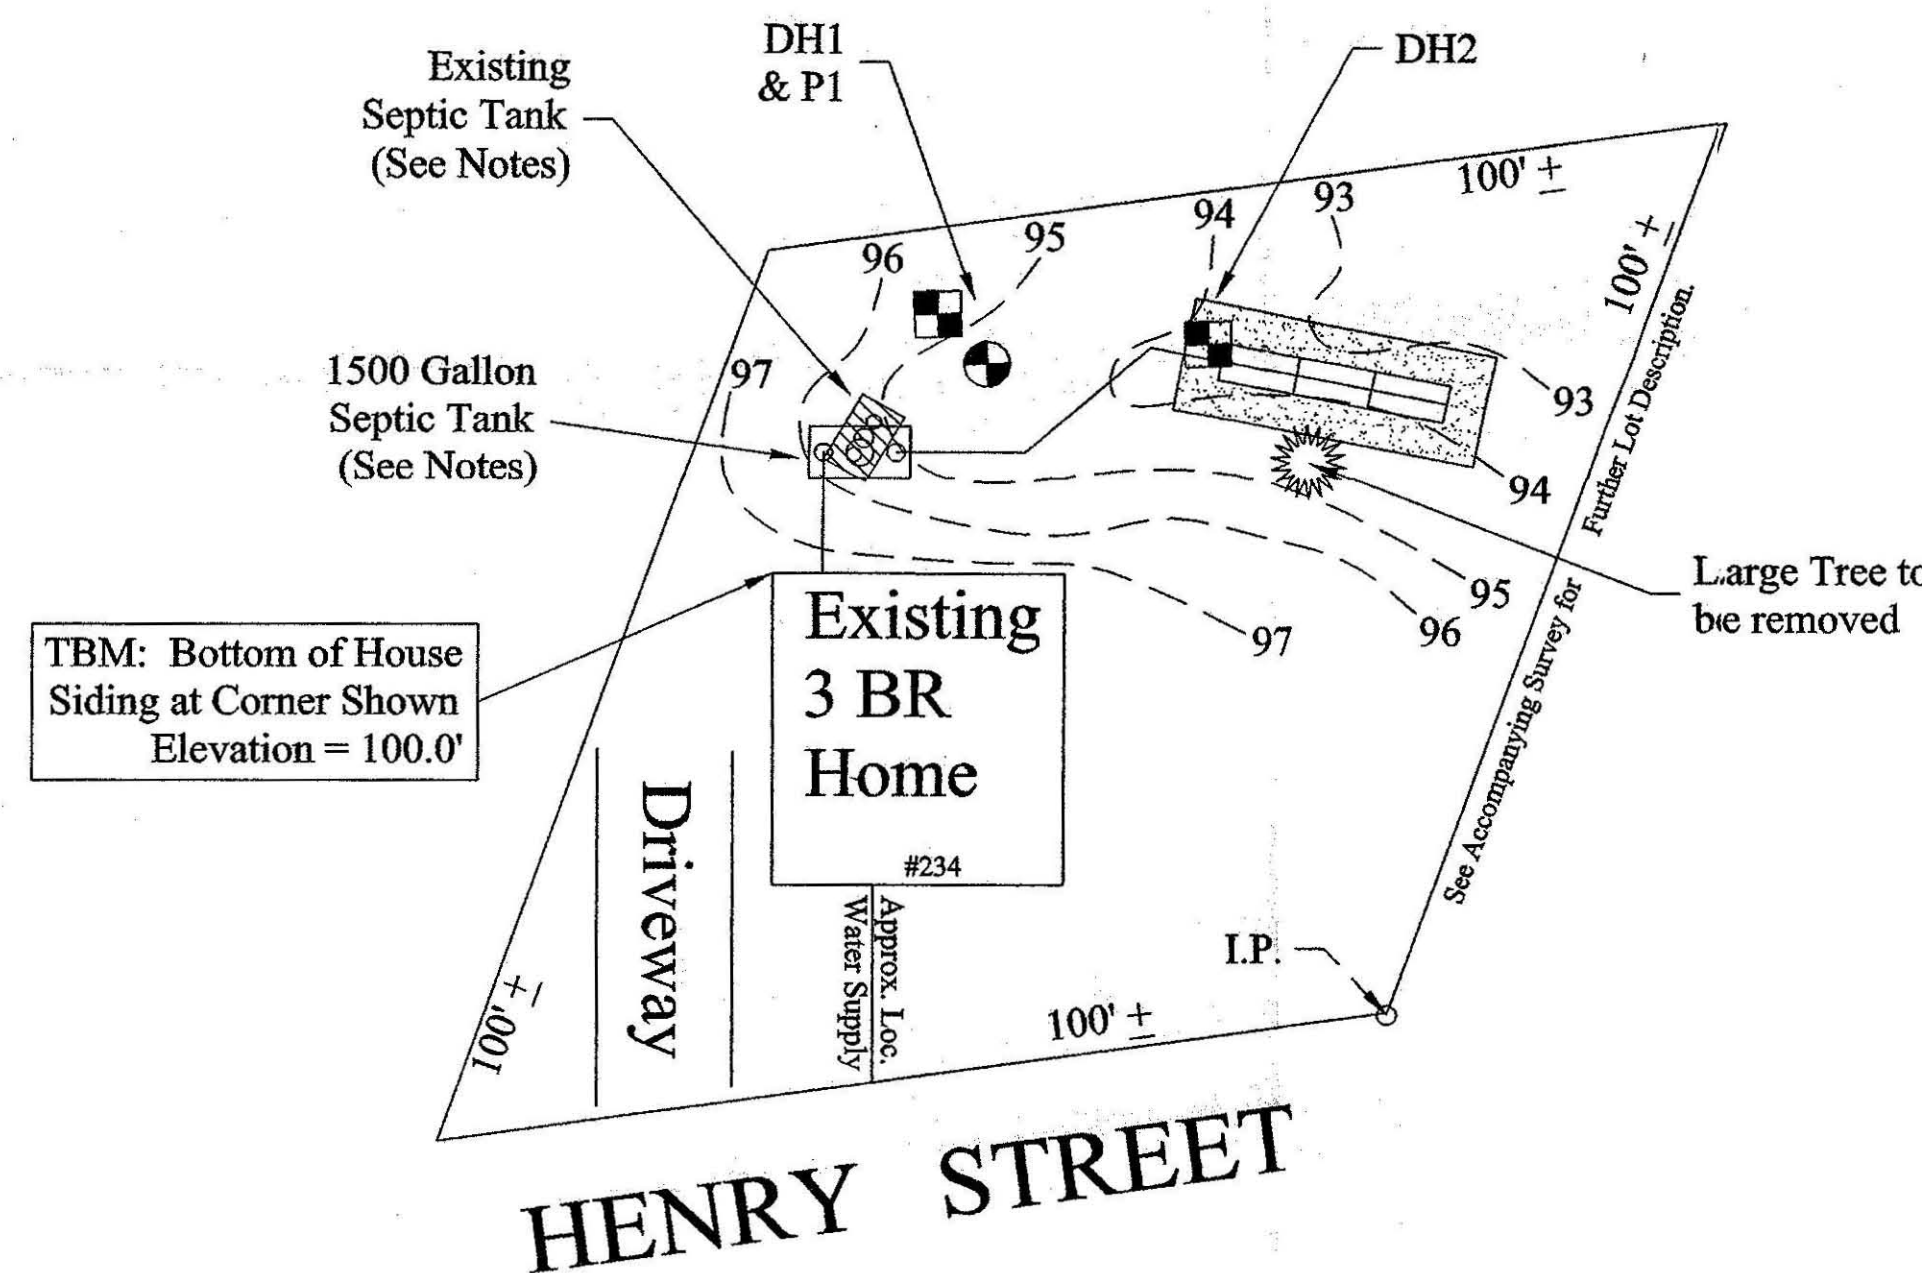 DH1
& P1
DH2
Existing
Septic Tank
(See Notes)
100' ±
93
94
95
96
100' ±
97
1500 Gallon
Septic Tank
(See Notes)
93
94
See Accompanying Survey for Further Lot Description.
95
96
97
Large Tree to
be removed
TBM: Bottom of House
Siding at Corner Shown
Elevation = 100.0'
Existing
3 BR
Home
#234
Driveway
Approx. Loc.
Water Supply
I.P.
100' ±
100' ±
HENRY STREET